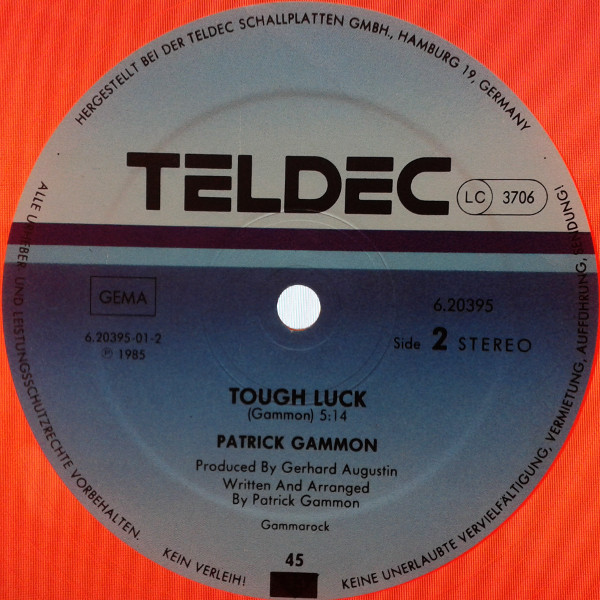 HERGESTELLT BEI DER TELDEC SCHALLPLATTEN GMBH., HAMBURG 19, GERMANY
TELDEC
LC 3706
GEMA
6.20395
6.20395-01-2
Side 2 STEREO
℗ 1985
TOUGH LUCK
(Gammon) 5:14
PATRICK GAMMON
Produced By Gerhard Augustin
Written And Arranged
By Patrick Gammon
Gammarock
45
ALLE URHEBER UND LEISTUNGSSCHUTZRECHTE VORBEHALTEN.
KEIN VERLEIH!
KEINE UNERLAUBTE VERVIELFÄLTIGUNG, VERMIETUNG, AUFFÜHRUNG, SENDUNG!